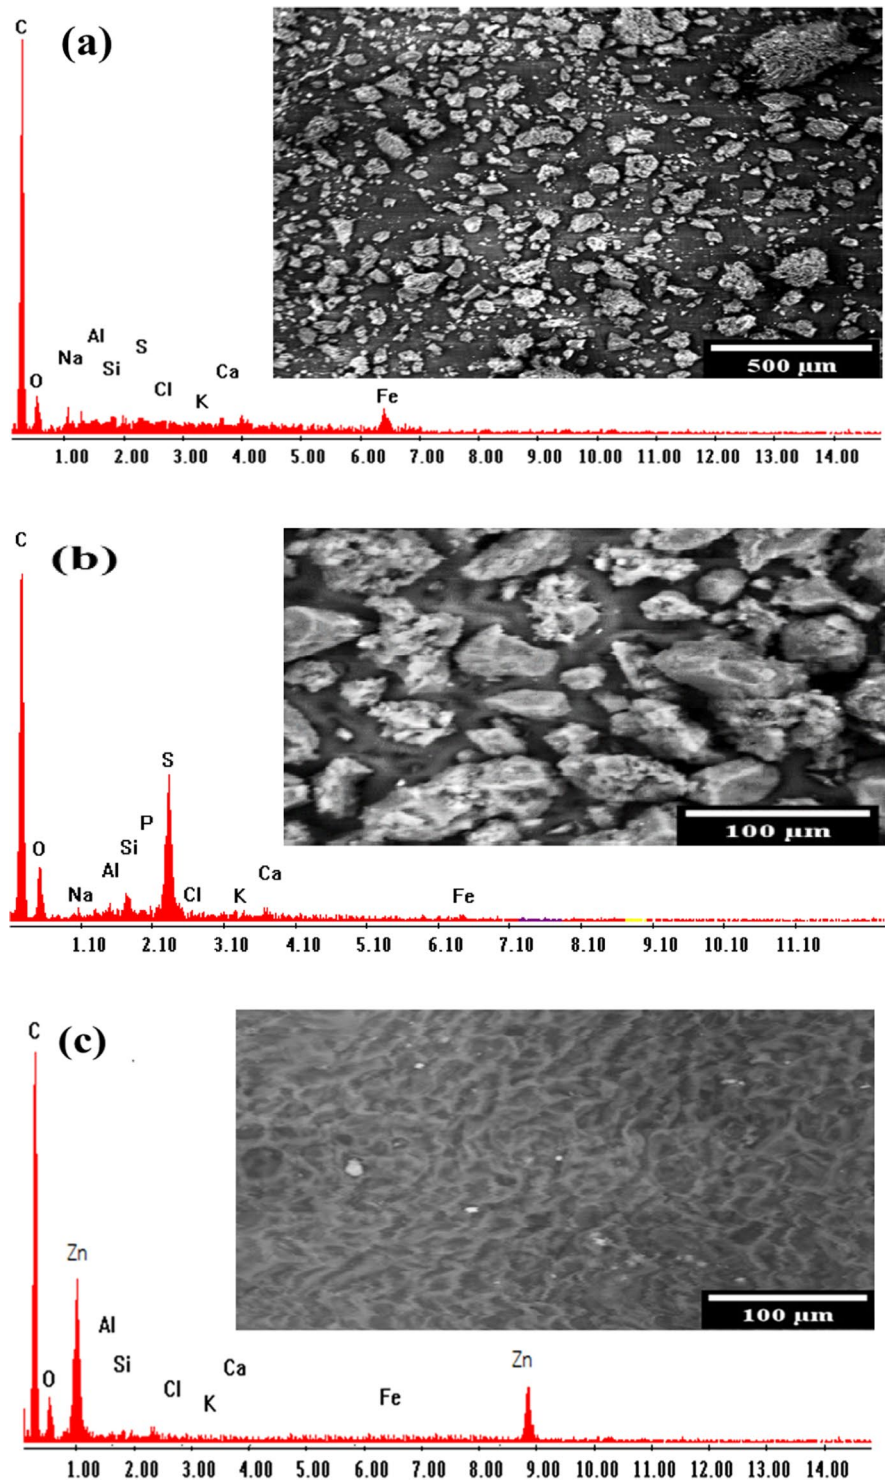 C
(a)
Al
S
Na
Si
Ca
Cl
O
K
Fe
500 μm
1.00 2.00 3.00 4.00 5.00 6.00 7.00 8.00 9.00 10.00 11.00 12.00 13.00 14.00
C
(b)
S
P
Si
O
Al
Ca
Na
Cl
K
Fe
100 μm
1.10 2.10 3.10 4.10 5.10 6.10 7.10 8.10 9.10 10.10 11.10
C
(c)
Zn
Al
Si
Ca
O
Cl
K
Fe
Zn
100 μm
1.00 2.00 3.00 4.00 5.00 6.00 7.00 8.00 9.00 10.00 11.00 12.00 13.00 14.00